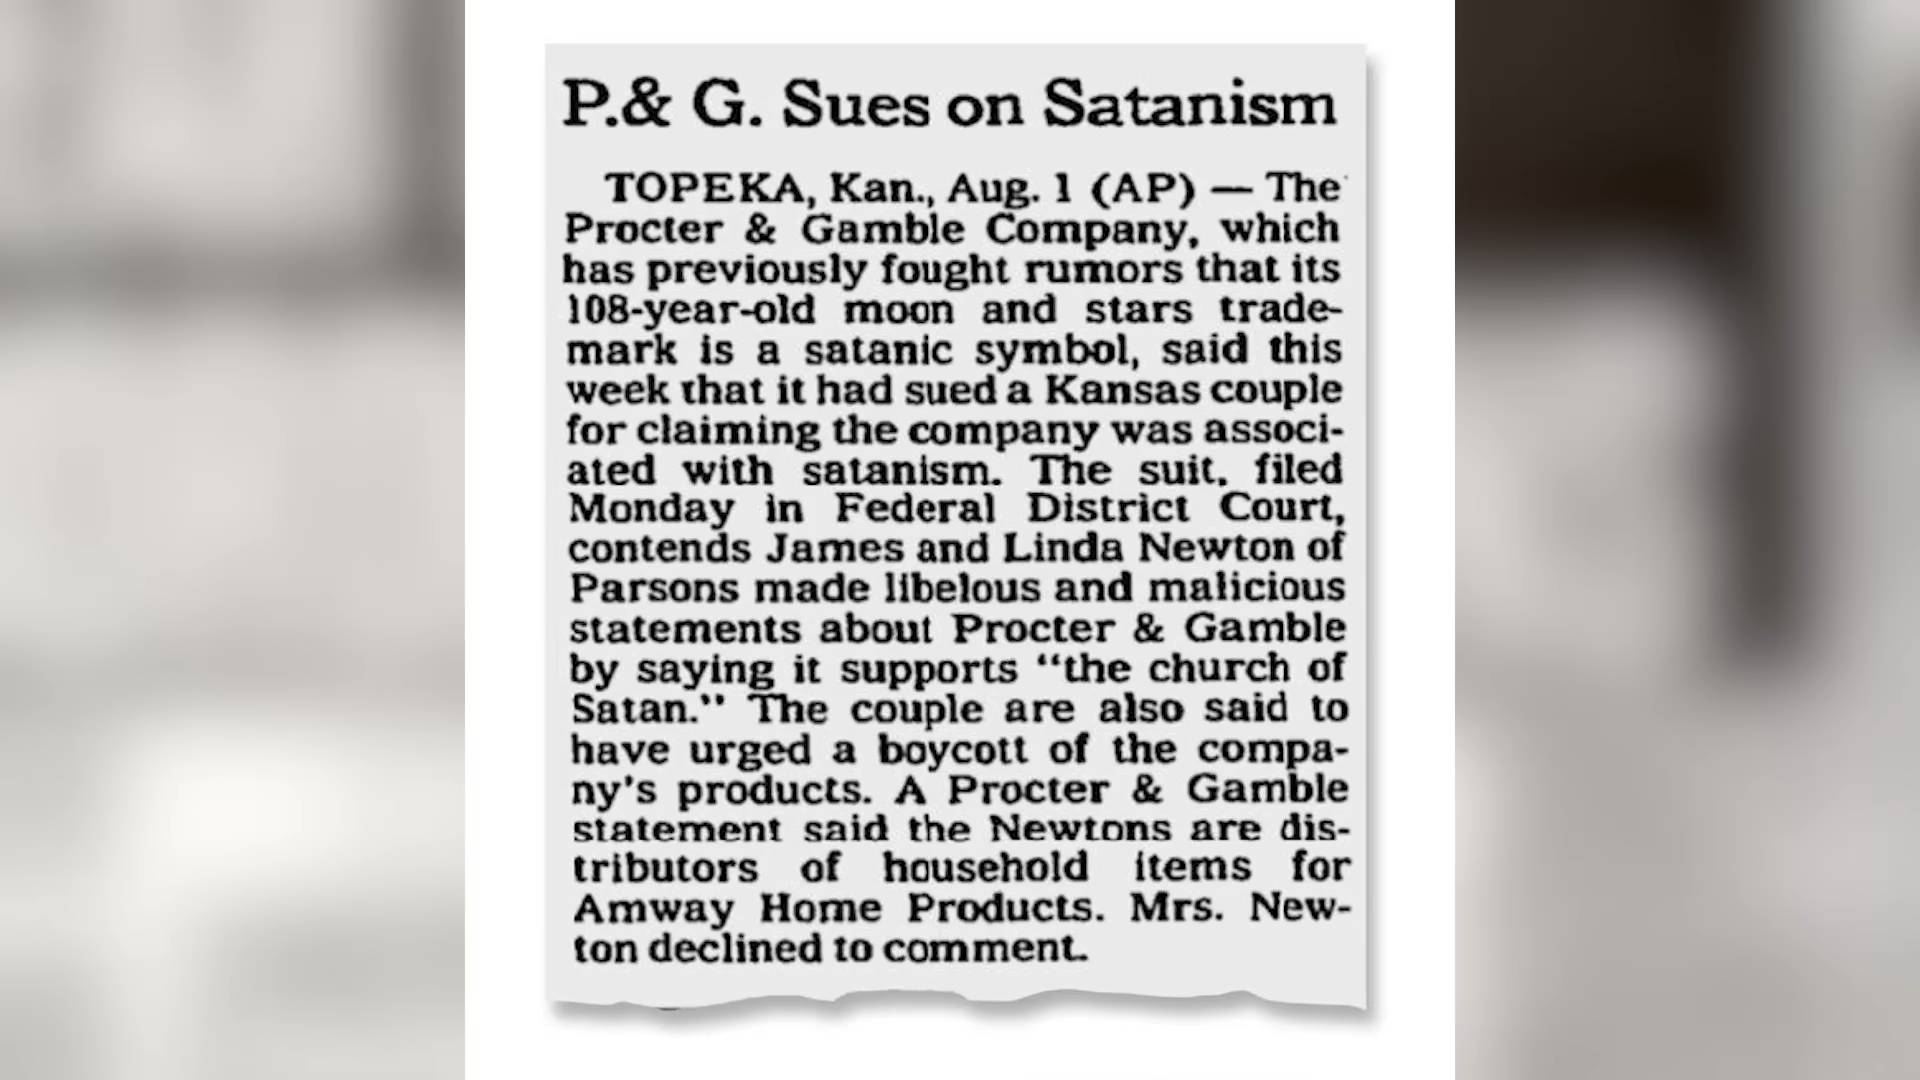 P.& G. Sues on Satanism
TOPEKA, Kan., Aug. 1 (AP) — The
Procter & Gamble Company, which
has previously fought rumors that its
108-year-old moon and stars trade-
mark is a satanic symbol, said this
week that it had sued a Kansas couple
for claiming the company was associ-
ated with satanism. The suit, filed
Monday in Federal District Court,
contends James and Linda Newton of
Parsons made libelous and malicious
statements about Procter & Gamble
by saying it supports “the church of
Satan.” The couple are also said to
have urged a boycott of the compa-
ny's products. A Procter & Gamble
statement said the Newtons are dis-
tributors of household items for
Amway Home Products. Mrs. New-
ton declined to comment.